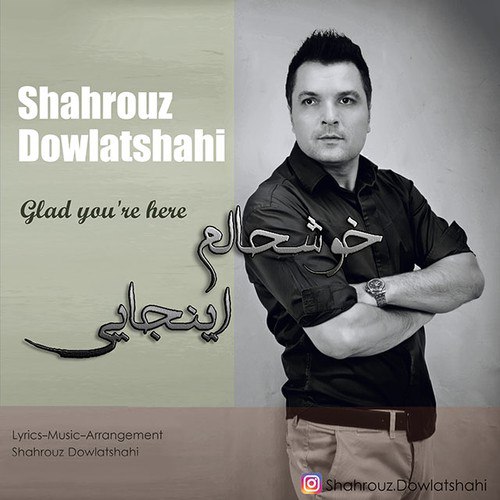 Shahrouz
Dowlatshahi
Glad you're here
خوشحالم
اینجایی
Lyrics-Music-Arrangement
Shahrouz Dowlatshahi
Shahrouz.Dowlatshahi